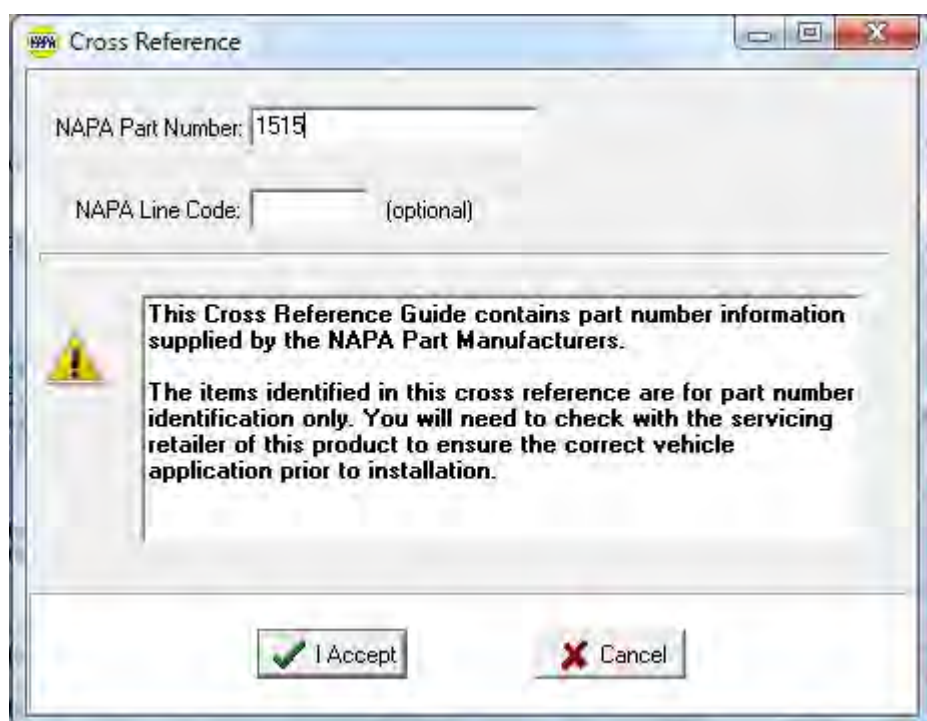 NAPA Cross Reference
NAPA Part Number: 1515
NAPA Line Code: (optional)
This Cross Reference Guide contains part number information
supplied by the NAPA Part Manufacturers.
The items identified in this cross reference are for part number
identification only. You will need to check with the servicing
retailer of this product to ensure the correct vehicle
application prior to installation.
I Accept Cancel